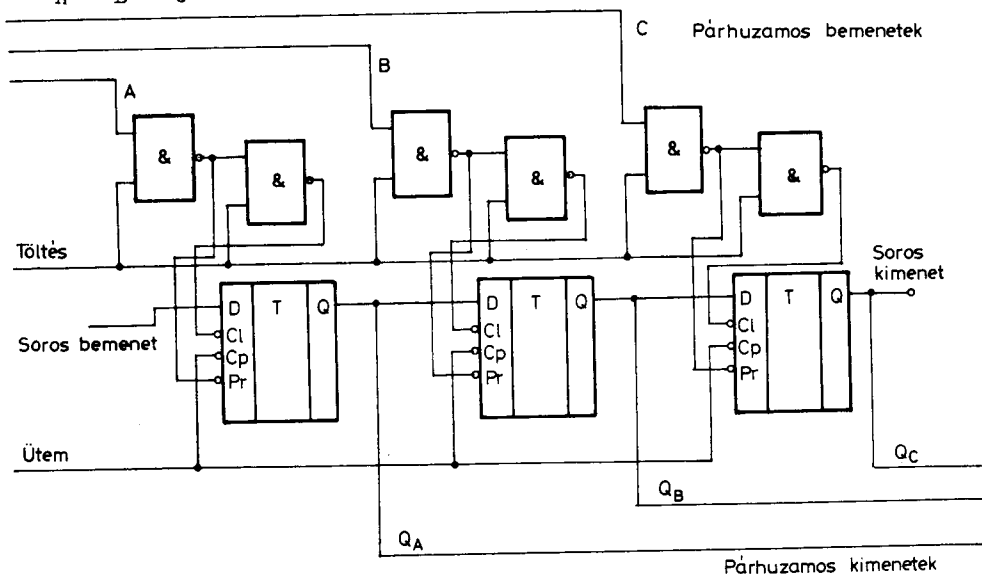 C Párhuzamos bemenetek
B
A
& & & & & &
Töltés
Soros
kimenet
D T Q D T Q D T Q
Cl Cl Cl
Soros bemenet Cp Cp Cp
Pr Pr Pr
Ütem
QC
QB
QA
Párhuzamos kimenetek